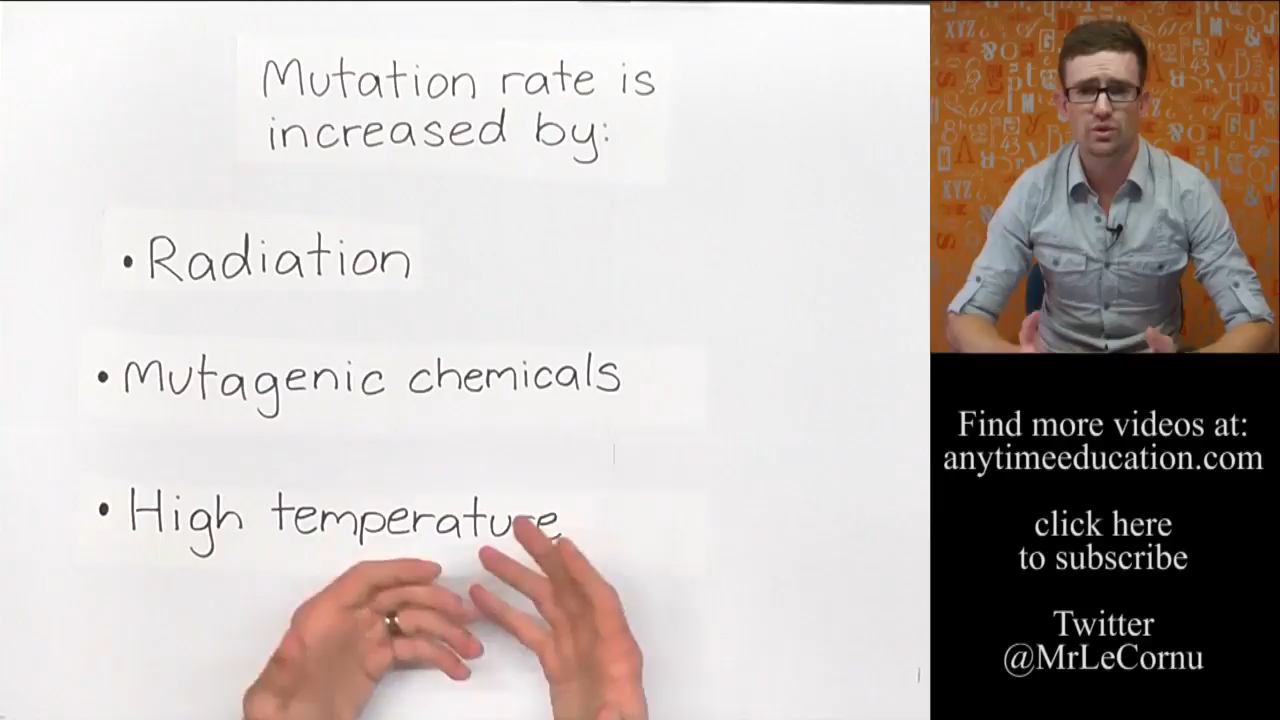 Mutation rate is
increased by:
• Radiation
• Mutagenic chemicals
• High temperature
Find more videos at:
anytimeeducation.com
click here
to subscribe
Twitter
@MrLeCornu